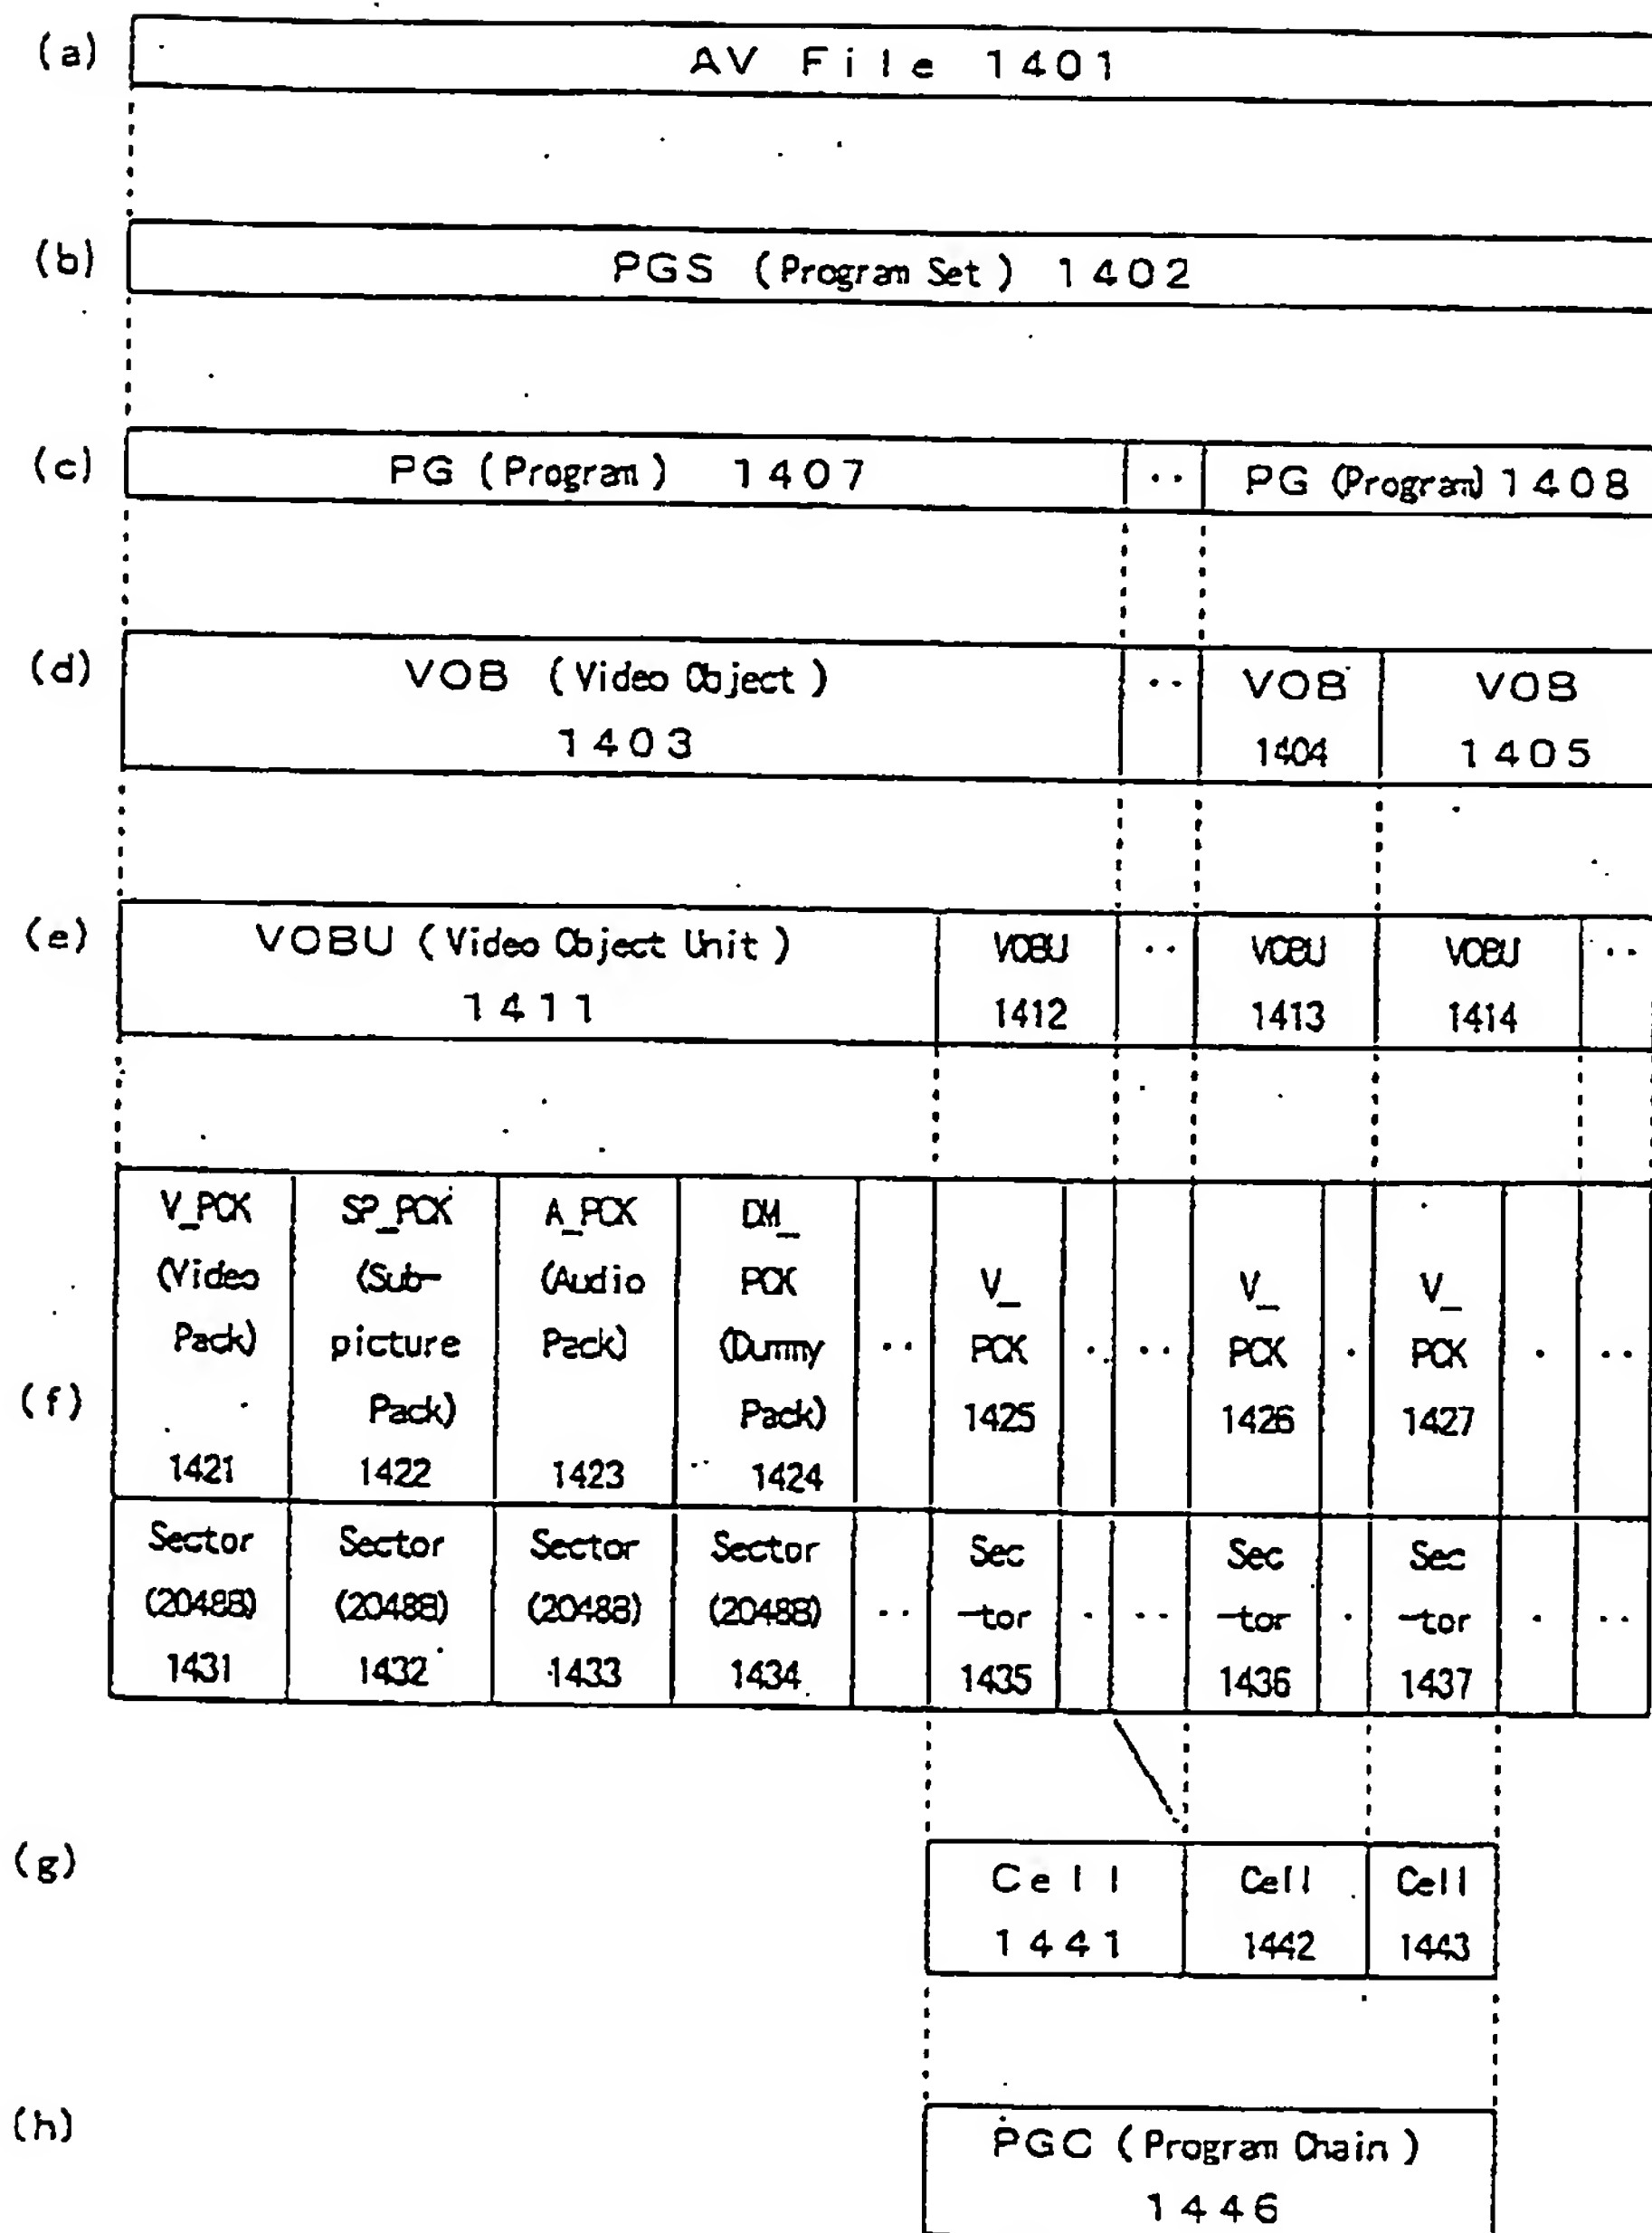 (a)
AV File 1401
(b)
PGS (Program Set) 1402
(c)
PG (Program) 1407
..
PG (Program) 1408
(d)
VOB (Video Object)
1403
..
VOB
1404
VOB
1405
(e)
VOBU (Video Object Unit)
1411
VOBU
1412
..
VOBU
1413
VOBU
1414
..
(f)
V_PCK
(Video
Pack)
1421
SP_PCK
(Sub-
picture
Pack)
1422
A_PCK
(Audio
Pack)
1423
DM_
PCK
(Dummy
Pack)
1424
..
V_
PCK
1425
.
..
V_
PCK
1426
.
V_
PCK
1427
.
..
Sector
(2048B)
1431
Sector
(2048B)
1432
Sector
(2048B)
1433
Sector
(2048B)
1434
..
Sec
-tor
1435
.
..
Sec
-tor
1436
.
Sec
-tor
1437
.
..
(g)
Cell
1441
Cell
1442
Cell
1443
(h)
PGC (Program Chain)
1446